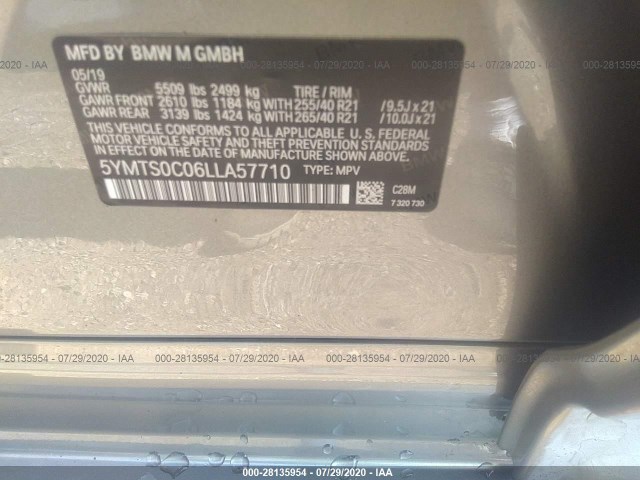 MFD BY BMW M GMBH
05/19
GVWR 5509 lbs 2499 kg TIRE / RIM
GAWR FRONT 2610 lbs 1184 kg WITH 255/40 R21 /9.5J x 21
GAWR REAR 3139 lbs 1424 kg WITH 265/40 R21 /10.0J x 21
THIS VEHICLE CONFORMS TO ALL APPLICABLE U. S. FEDERAL
MOTOR VEHICLE SAFETY AND THEFT PREVENTION STANDARDS
IN EFFECT ON THE DATE OF MANUFACTURE SHOWN ABOVE.
5YMTS0C06LLA57710 TYPE: MPV
C28M
7 320 730
000-28135954 - 07/29/2020 - IAA